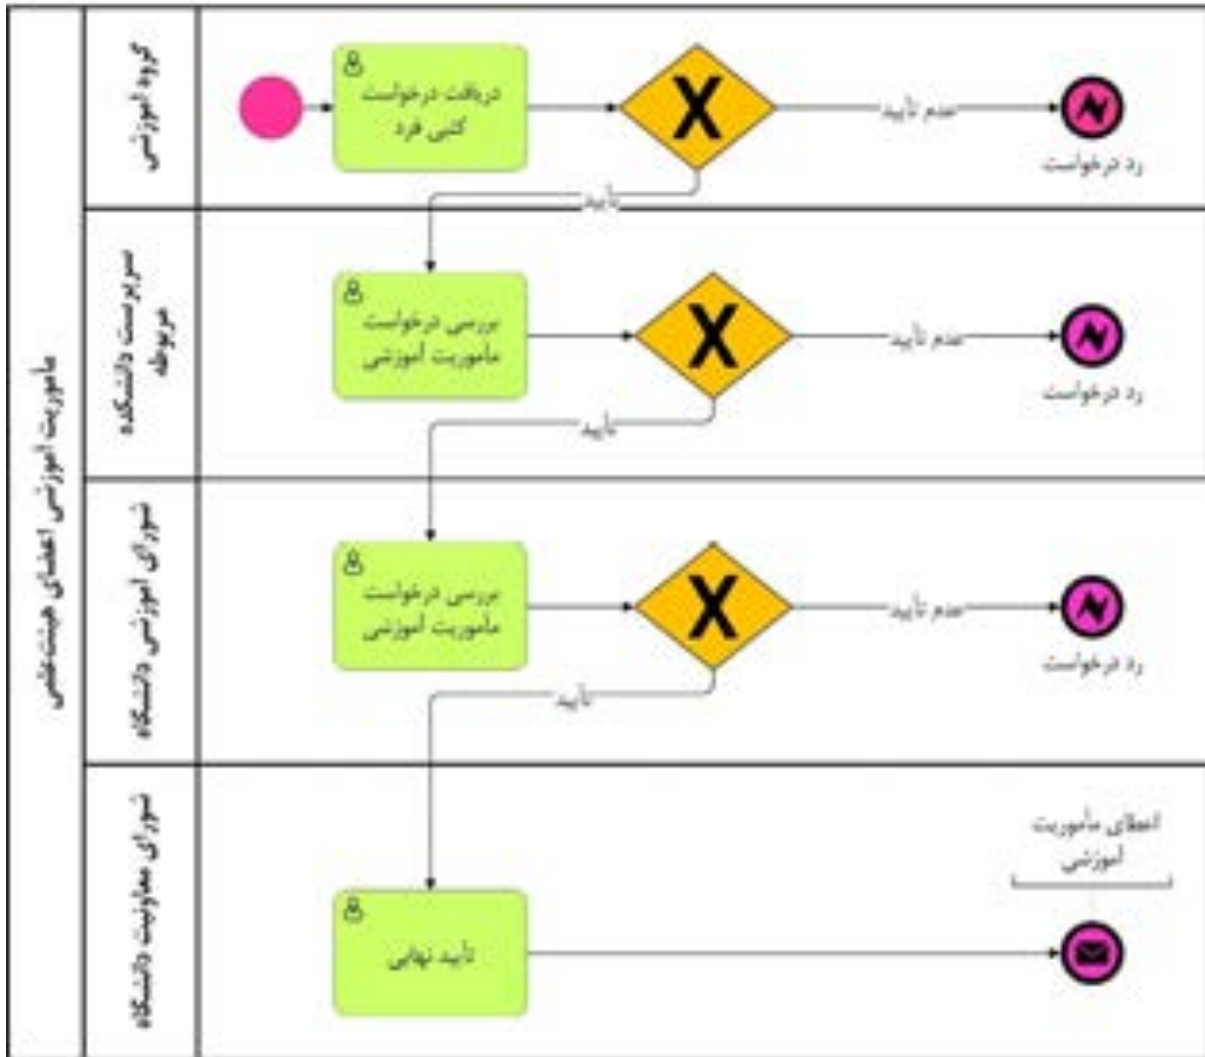 مأموریت آموزشی اعضای هیئت‌علمی
گروه آموزشی
دریافت درخواست
کتبی فرد
عدم تأیید
رد درخواست
تأیید
سرپرست دانشکده
مربوطه
بررسی درخواست
مأموریت آموزشی
عدم تأیید
رد درخواست
تأیید
شورای آموزشی دانشگاه
بررسی درخواست
مأموریت آموزشی
عدم تأیید
رد درخواست
تأیید
شورای معاونیت دانشگاه
تأیید نهایی
اعطای مأموریت
آموزشی